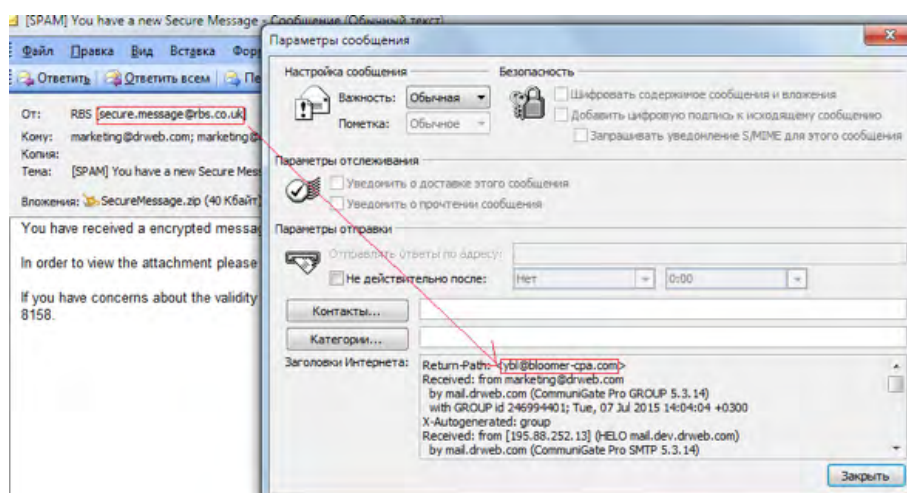 [SPAM] You have a new Secure Message - Сообщение (Обычный текст)
Файл Правка Вид Вставка
Ответить Ответить всем
От: RBS [secure.message@rbs.co.uk]
Кому: marketing@drweb.com;
Копия:
Тема: [SPAM] You have a new Secure
Вложения: SecureMessage.zip (40 Кбайт)
You have received a encrypted
In order to view the attachment please
If you have concerns about the validity
8158.
Параметры сообщения
Настройка сообщения
Важность: Обычная
Пометка: Обычное
Безопасность
Шифровать содержимое сообщения и вложения
Добавить цифровую подпись к исходящему сообщению
Запрашивать уведомление S/MIME для этого сообщения
Параметры отслеживания
Уведомить о доставке этого сообщения
Уведомить о прочтении сообщения
Параметры отправки
Отправлять ответы по адресу:
Не действительно после: Нет 0:00
Контакты...
Категории...
Заголовки Интернета:
Return-Path: <ybl@bloomer-cpa.com>
Received: from marketing@drweb.com
by mail.drweb.com (CommuniGate Pro GROUP 5.3.14)
with GROUP id 246994401; Tue, 07 Jul 2015 14:04:04 +0300
X-Autogenerated: group
Received: from [195.88.252.13] (HELO mail.dev.drweb.com)
by mail.drweb.com (CommuniGate Pro SMTP 5.3.14)
Закрыть